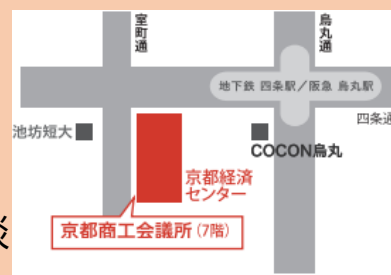 室町通
烏丸通
地下鉄 四条駅／阪急 烏丸駅
四条通
池坊短大
COCON烏丸
京都経済
センター
京都商工会議所 (7階)
談